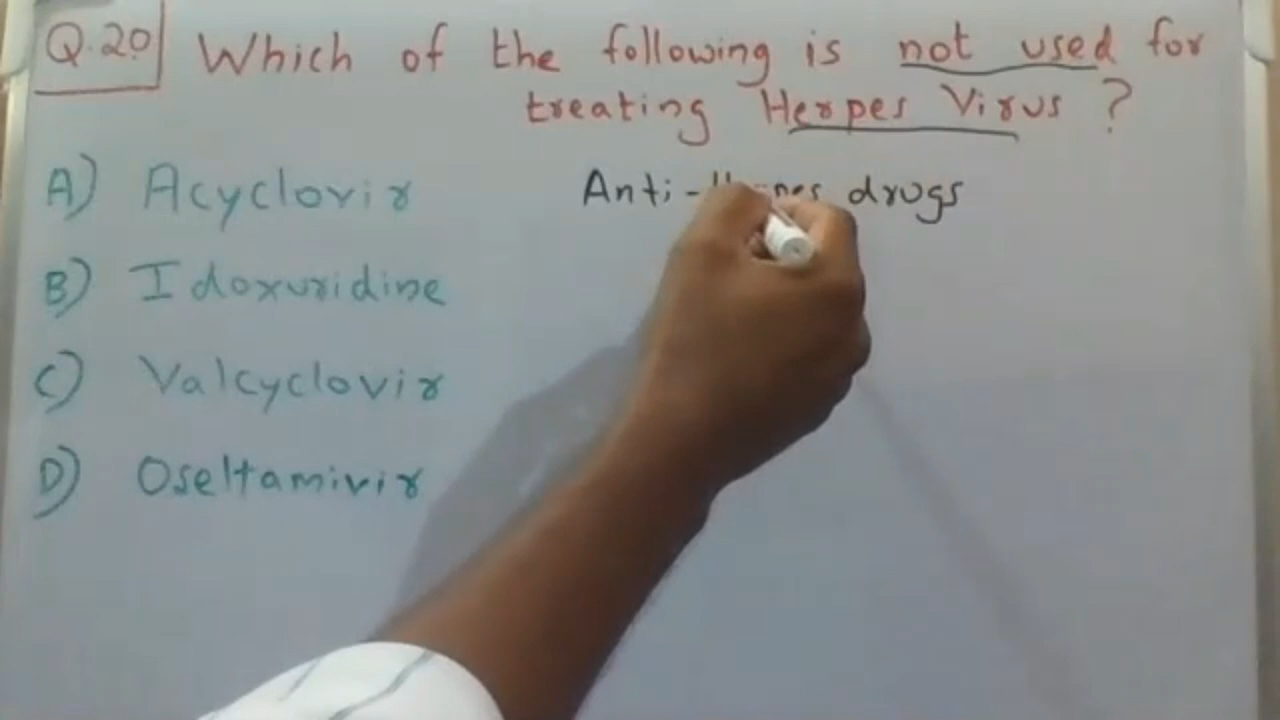 Q.20 Which of the following is not used for
treating Herpes Virus ?
A) Acyclovir
Anti- drugs
B) Idoxuridine
C) Valcyclovir
D) Oseltamivir